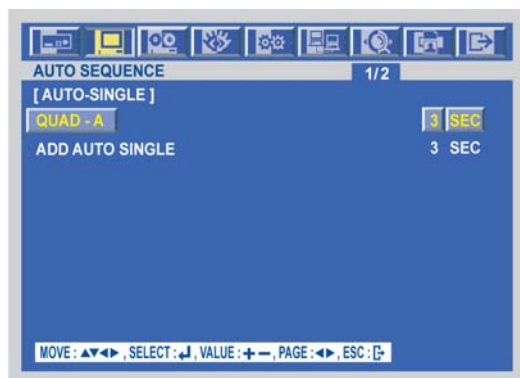 AUTO SEQUENCE 1/2
[ AUTO-SINGLE ]
QUAD - A 3 SEC
ADD AUTO SINGLE 3 SEC
MOVE : ▲▼◀▶ , SELECT : ↲ , VALUE : + − , PAGE : ◀▶ , ESC :